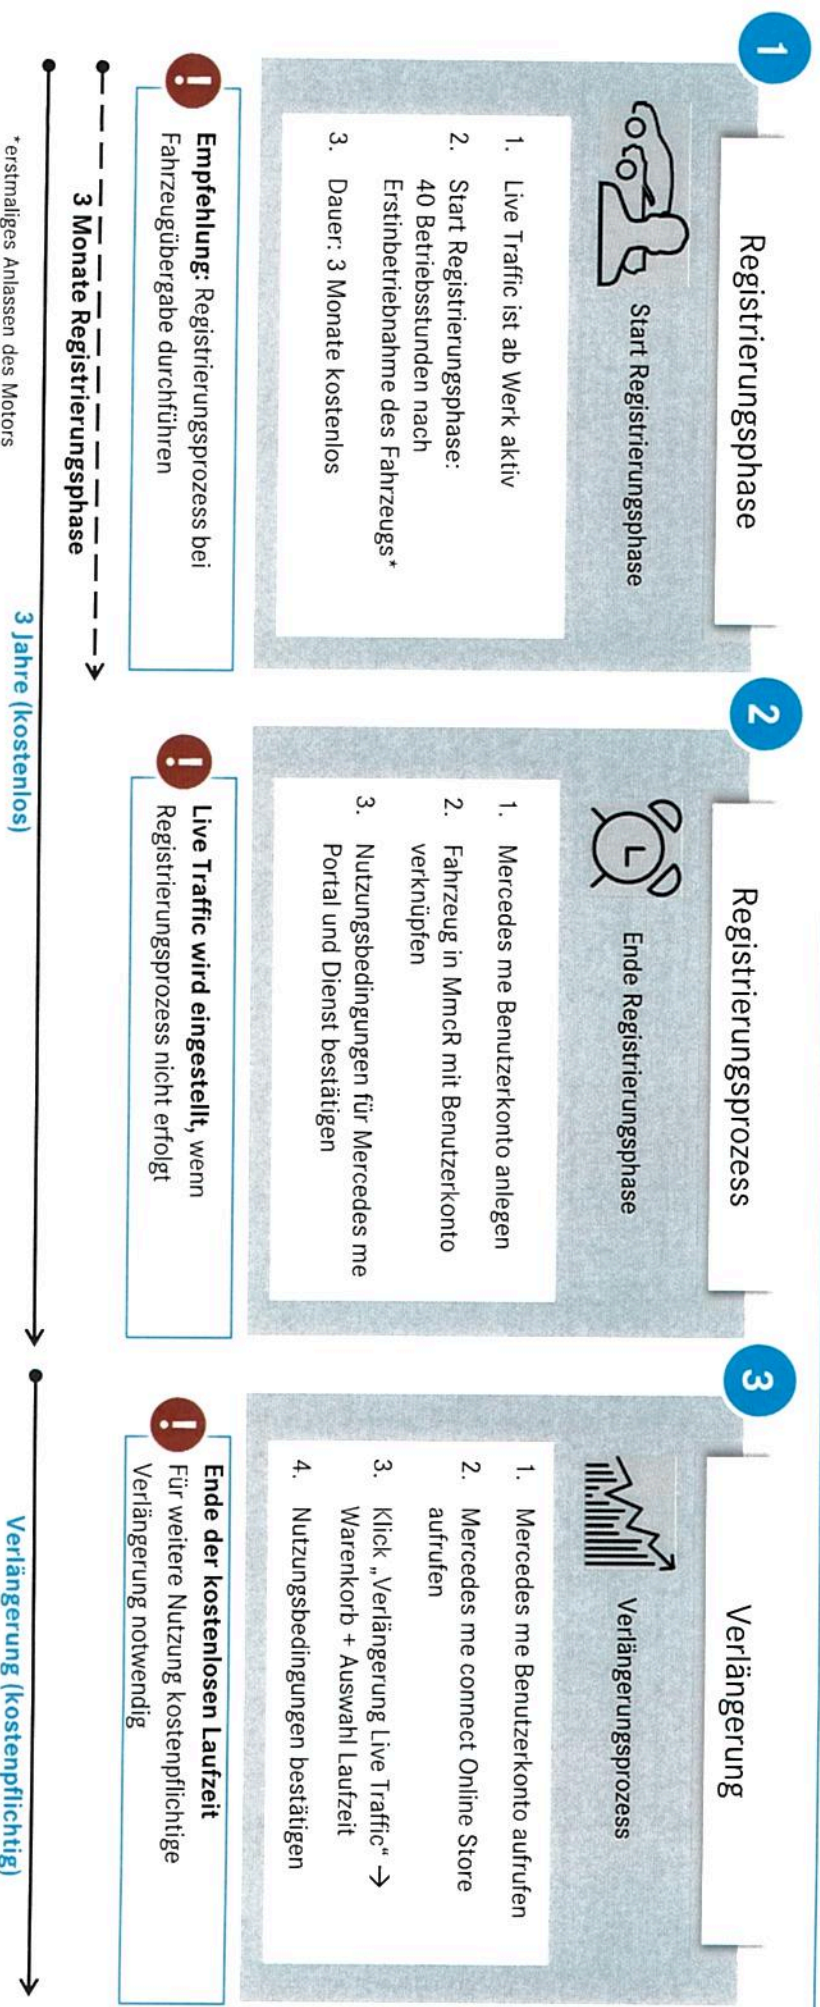 1
Registrierungsphase
Start Registrierungsphase
1. Live Traffic ist ab Werk aktiv
2. Start Registrierungsphase:
40 Betriebsstunden nach
Erstinbetriebnahme des Fahrzeugs*
3. Dauer: 3 Monate kostenlos
!
Empfehlung: Registrierungsprozess bei
Fahrzeugübergabe durchführen
2
Registrierungsprozess
Ende Registrierungsphase
1. Mercedes me Benutzerkonto anlegen
2. Fahrzeug in MmcR mit Benutzerkonto
verknüpfen
3. Nutzungsbedingungen für Mercedes me
Portal und Dienst bestätigen
!
Live Traffic wird eingestellt, wenn
Registrierungsprozess nicht erfolgt
3
Verlängerung
Verlängerungsprozess
1. Mercedes me Benutzerkonto aufrufen
2. Mercedes me connect Online Store
aufrufen
3. Klick „Verlängerung Live Traffic“ →
Warenkorb + Auswahl Laufzeit
4. Nutzungsbedingungen bestätigen
!
Ende der kostenlosen Laufzeit
Für weitere Nutzung kostenpflichtige
Verlängerung notwendig
3 Monate Registrierungsphase
3 Jahre (kostenlos)
Verlängerung (kostenpflichtig)
*erstmaliges Anlassen des Motors